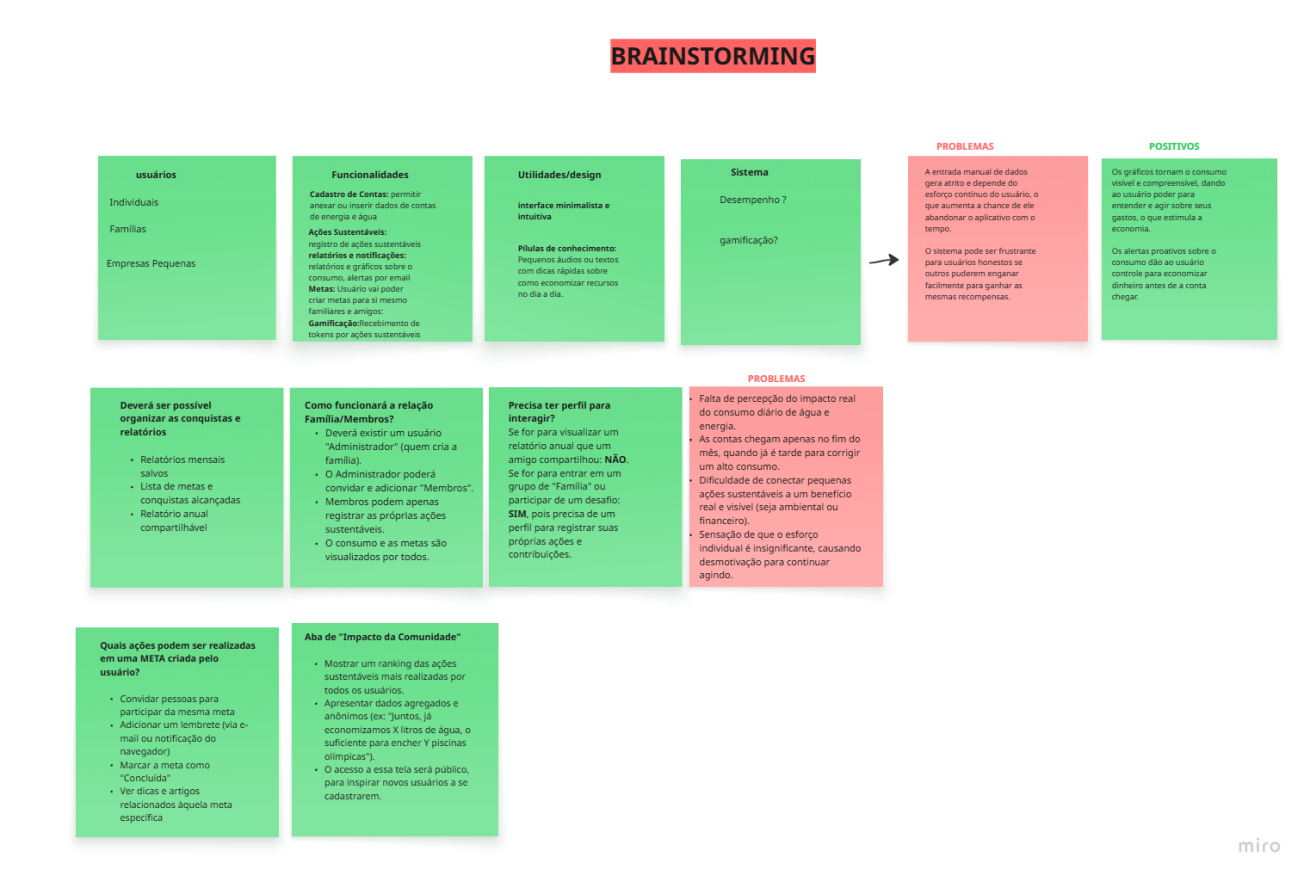 BRAINSTORMING
usuários
Individuais
Famílias
Empresas Pequenas
Funcionalidades
Cadastro de Contas: permitir
anexar ou inserir dados de contas
de energia e água
Ações Sustentáveis:
registro de ações sustentáveis
relatórios e notificações:
relatórios e gráficos sobre o
consumo, alertas por email
Metas: Usuário vai poder
criar metas para si mesmo
familiares e amigos:
Gamificação:Recebimento de
tokens por ações sustentáveis
Utilidades/design
interface minimalista e
intuitiva
Pílulas de conhecimento:
Pequenos áudios ou textos
com dicas rápidas sobre
como economizar recursos
no dia a dia.
Sistema
Desempenho ?
gamificação?
PROBLEMAS
A entrada manual de dados
gera atrito e depende do
esforço contínuo do usuário, o
que aumenta a chance de ele
abandonar o aplicativo com o
tempo.
O sistema pode ser frustrante
para usuários honestos se
outros puderem enganar
facilmente para ganhar as
mesmas recompensas.
POSITIVOS
Os gráficos tornam o consumo
visível e compreensível, dando
ao usuário poder para
entender e agir sobre seus
gastos, o que estimula a
economia.
Os alertas proativos sobre o
consumo dão ao usuário
controle para economizar
dinheiro antes de a conta
chegar.
Deverá ser possível
organizar as conquistas e
relatórios
• Relatórios mensais
salvos
• Lista de metas e
conquistas alcançadas
• Relatório anual
compartilhável
Como funcionará a relação
Família/Membros?
• Deverá existir um usuário
"Administrador" (quem cria a
família).
• O Administrador poderá
convidar e adicionar "Membros".
• Membros podem apenas
registrar as próprias ações
sustentáveis.
• O consumo e as metas são
visualizados por todos.
Precisa ter perfil para
interagir?
Se for para visualizar um
relatório anual que um
amigo compartilhou: NÃO.
Se for para entrar em um
grupo de "Família" ou
participar de um desafio:
SIM, pois precisa de um
perfil para registrar suas
próprias ações e
contribuições.
PROBLEMAS
• Falta de percepção do impacto real
do consumo diário de água e
energia.
• As contas chegam apenas no fim do
mês, quando já é tarde para corrigir
um alto consumo.
• Dificuldade de conectar pequenas
ações sustentáveis a um benefício
real e visível (seja ambiental ou
financeiro).
• Sensação de que o esforço
individual é insignificante, causando
desmotivação para continuar
agindo.
Quais ações podem ser realizadas
em uma META criada pelo
usuário?
• Convidar pessoas para
participar da mesma meta
• Adicionar um lembrete (via e-
mail ou notificação do
navegador)
• Marcar a meta como
"Concluída"
• Ver dicas e artigos
relacionados àquela meta
específica
Aba de "Impacto da Comunidade"
• Mostrar um ranking das ações
sustentáveis mais realizadas por
todos os usuários.
• Apresentar dados agregados e
anônimos (ex: "Juntos, já
economizamos X litros de água, o
suficiente para encher Y piscinas
olímpicas").
• O acesso a essa tela será público,
para inspirar novos usuários a se
cadastrarem.
miro